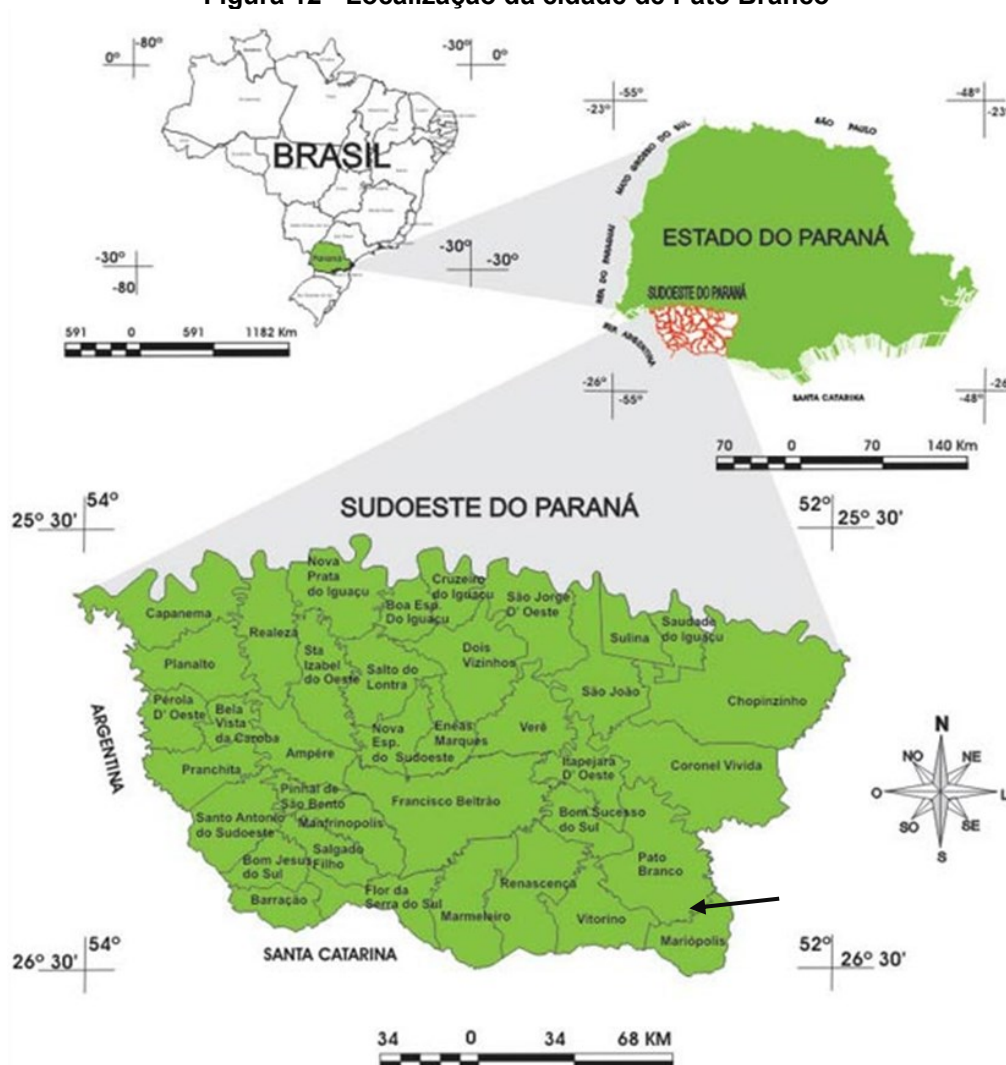 Figura 12 - Localização da cidade de Pato Branco
-80°
0°
-30°
0°
BRASIL
Paraná
-30°
-80
-30°
-30°
591 0 591 1182 Km
-55°
-23°
-48°
-23
MATO GROSSO DO SUL
SÃO PAULO
ESTADO DO PARANÁ
REP. DO PARAGUAI
SUDOESTE DO PARANÁ
REP. ARGENTINA
-26°
-55°
SANTA CATARINA
-26
-48°
70 0 70 140 Km
SUDOESTE DO PARANÁ
54°
25° 30'
52°
25° 30'
Nova
Prata
do Iguaçu
Cruzeiro
do Iguaçu
Boa Esp.
Do Iguaçu
São Jorge
D' Oeste
Capanema
Realeza
Sulina
Saudade
do Iguaçu
Planalto
Sta
Izabel
do Oeste
Salto do
Lontra
Dois
Vizinhos
São João
Chopinzinho
Pérola
D' Oeste
Bela
Vista
da Caroba
ARGENTINA
Ampére
Nova
Esp.
do Sudoeste
Enéas
Marques
Verê
Itapejara
D' Oeste
Coronel Vivida
Pranchita
Pinhal de
São Bento
Francisco Beltrão
Santo Antonio
do Sudoeste
Manfrinopolis
Bom Sucesso
do Sul
Bom Jesus
do Sul
Salgado
Filho
Pato
Branco
Barração
Flor da
Serra do Sul
Renascença
Marmeleiro
Vitorino
Mariópolis
N
NO NE
O L
SO SE
S
SANTA CATARINA
54°
26° 30'
52°
26° 30'
34 0 34 68 KM